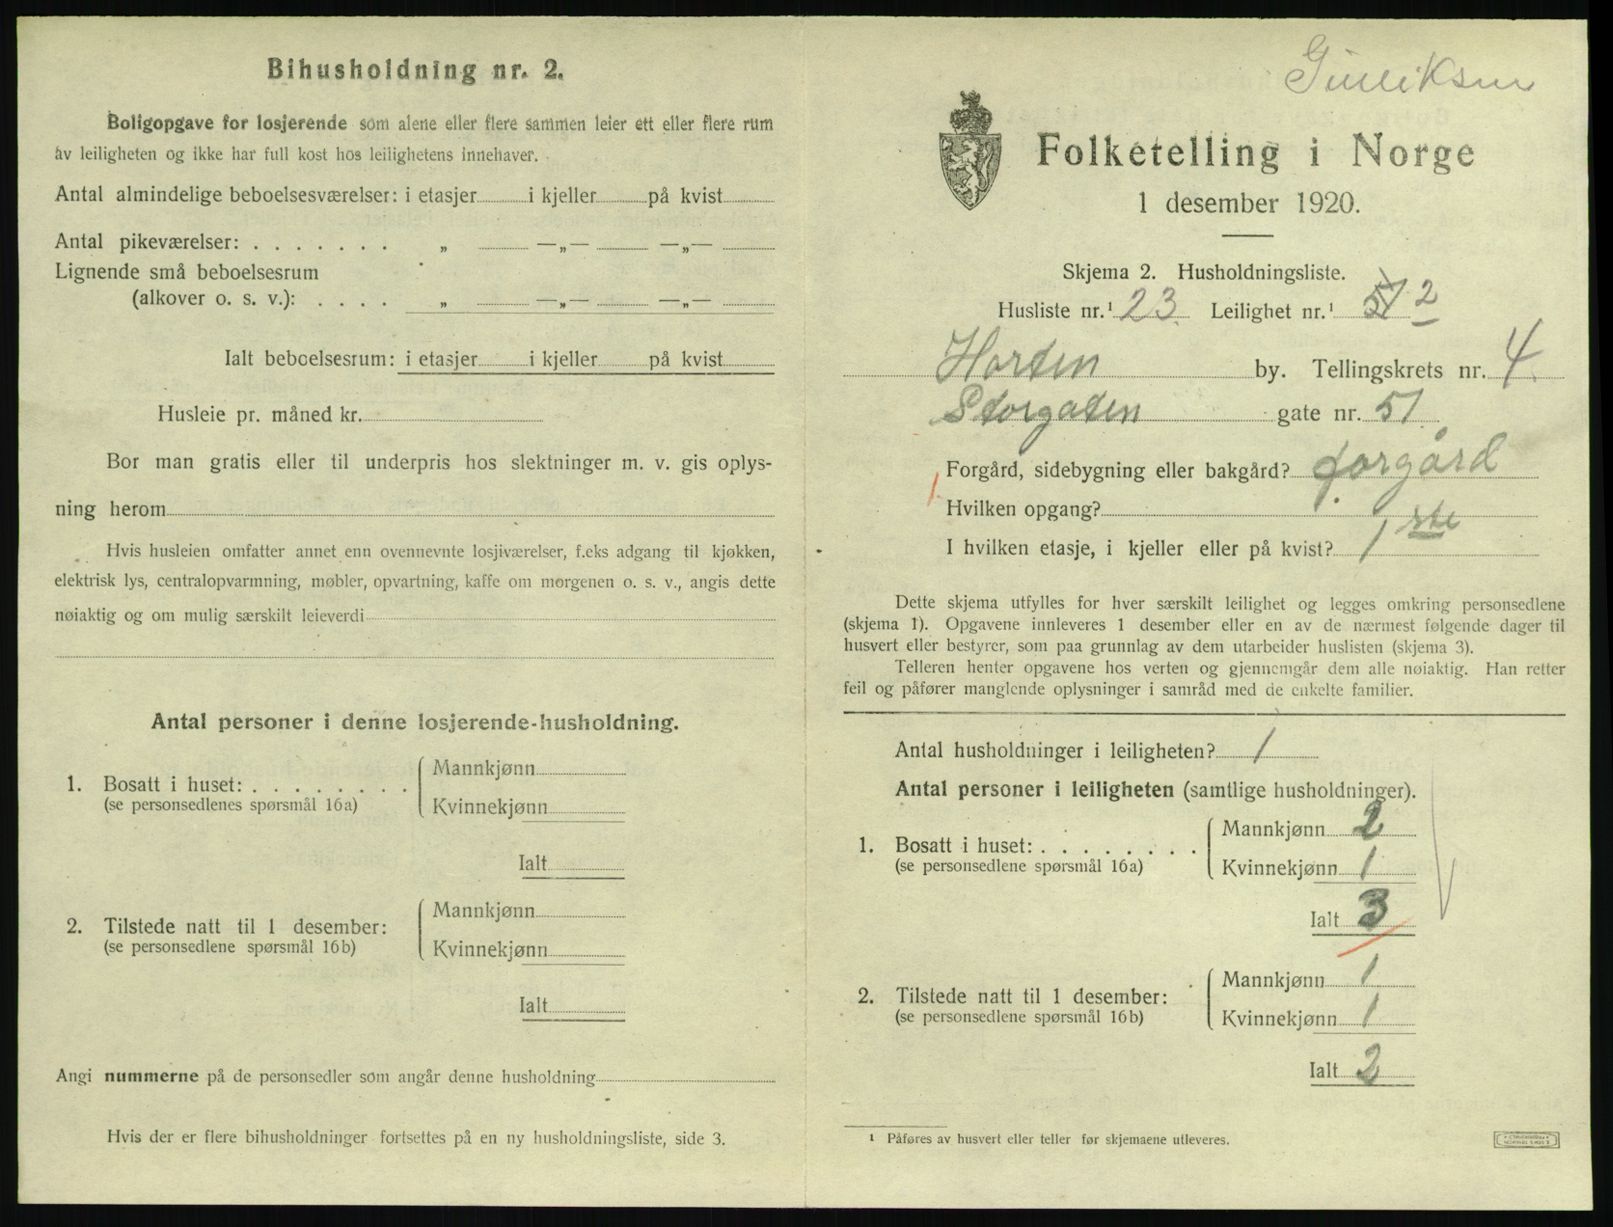 Bihusholdning nr. 2.
Boligopgave for losjerende som alene eller flere sammen leier ett eller flere rum
av leiligheten og ikke har full kost hos leilighetens innehaver.
Antal almindelige beboelsesværelser: i etasjer i kjeller på kvist
Antal pikeværelser: . . . . . . . „ —„— —„—
Lignende små beboelsesrum
(alkover o. s. v.): . . . . „ —„— —„—
Ialt beboelsesrum: i etasjer i kjeller på kvist
Husleie pr. måned kr.
Bor man gratis eller til underpris hos slektninger m. v. gis oplys-
ning herom
Hvis husleien omfatter annet enn ovennevnte losjiværelser, f.eks adgang til kjøkken,
elektrisk lys, centralopvarmning, møbler, opvartning, kaffe om morgenen o. s. v., angis dette
nøiaktig og om mulig særskilt leieverdi
Antal personer i denne losjerende-husholdning.
1. Bosatt i huset: . . . . . . . .
(se personsedlenes spørsmål 16a)
Mannkjønn
Kvinnekjønn
Ialt
2. Tilstede natt til 1 desember:
(se personsedlene spørsmål 16b)
Mannkjønn
Kvinnekjønn
Ialt
Angi nummerne på de personsedler som angår denne husholdning
Hvis der er flere bihusholdninger fortsettes på en ny husholdningsliste, side 3.
Folketelling i Norge
1 desember 1920.
Skjema 2. Husholdningsliste.
Husliste nr.¹ 23 Leilighet nr.¹ 2
Horten by. Tellingskrets nr. 4.
Storgaten gate nr. 51
Forgård, sidebygning eller bakgård? forgård
Hvilken opgang?
I hvilken etasje, i kjeller eller på kvist? 1 ste
Dette skjema utfylles for hver særskilt leilighet og legges omkring personsedlene
(skjema 1). Opgavene innleveres 1 desember eller en av de nærmest følgende dager til
husvert eller bestyrer, som paa grunnlag av dem utarbeider huslisten (skjema 3).
Telleren henter opgavene hos verten og gjennemgår dem alle nøiaktig. Han retter
feil og påfører manglende oplysninger i samråd med de enkelte familier.
Antal husholdninger i leiligheten? 1
Antal personer i leiligheten (samtlige husholdninger).
1. Bosatt i huset: . . . . . . . .
(se personsedlene spørsmål 16a)
Mannkjønn 2
Kvinnekjønn 1
Ialt 3
2. Tilstede natt til 1 desember:
(se personsedlene spørsmål 16b)
Mannkjønn 1
Kvinnekjønn 1
Ialt 2
¹ Påføres av husvert eller teller før skjemaene utleveres.